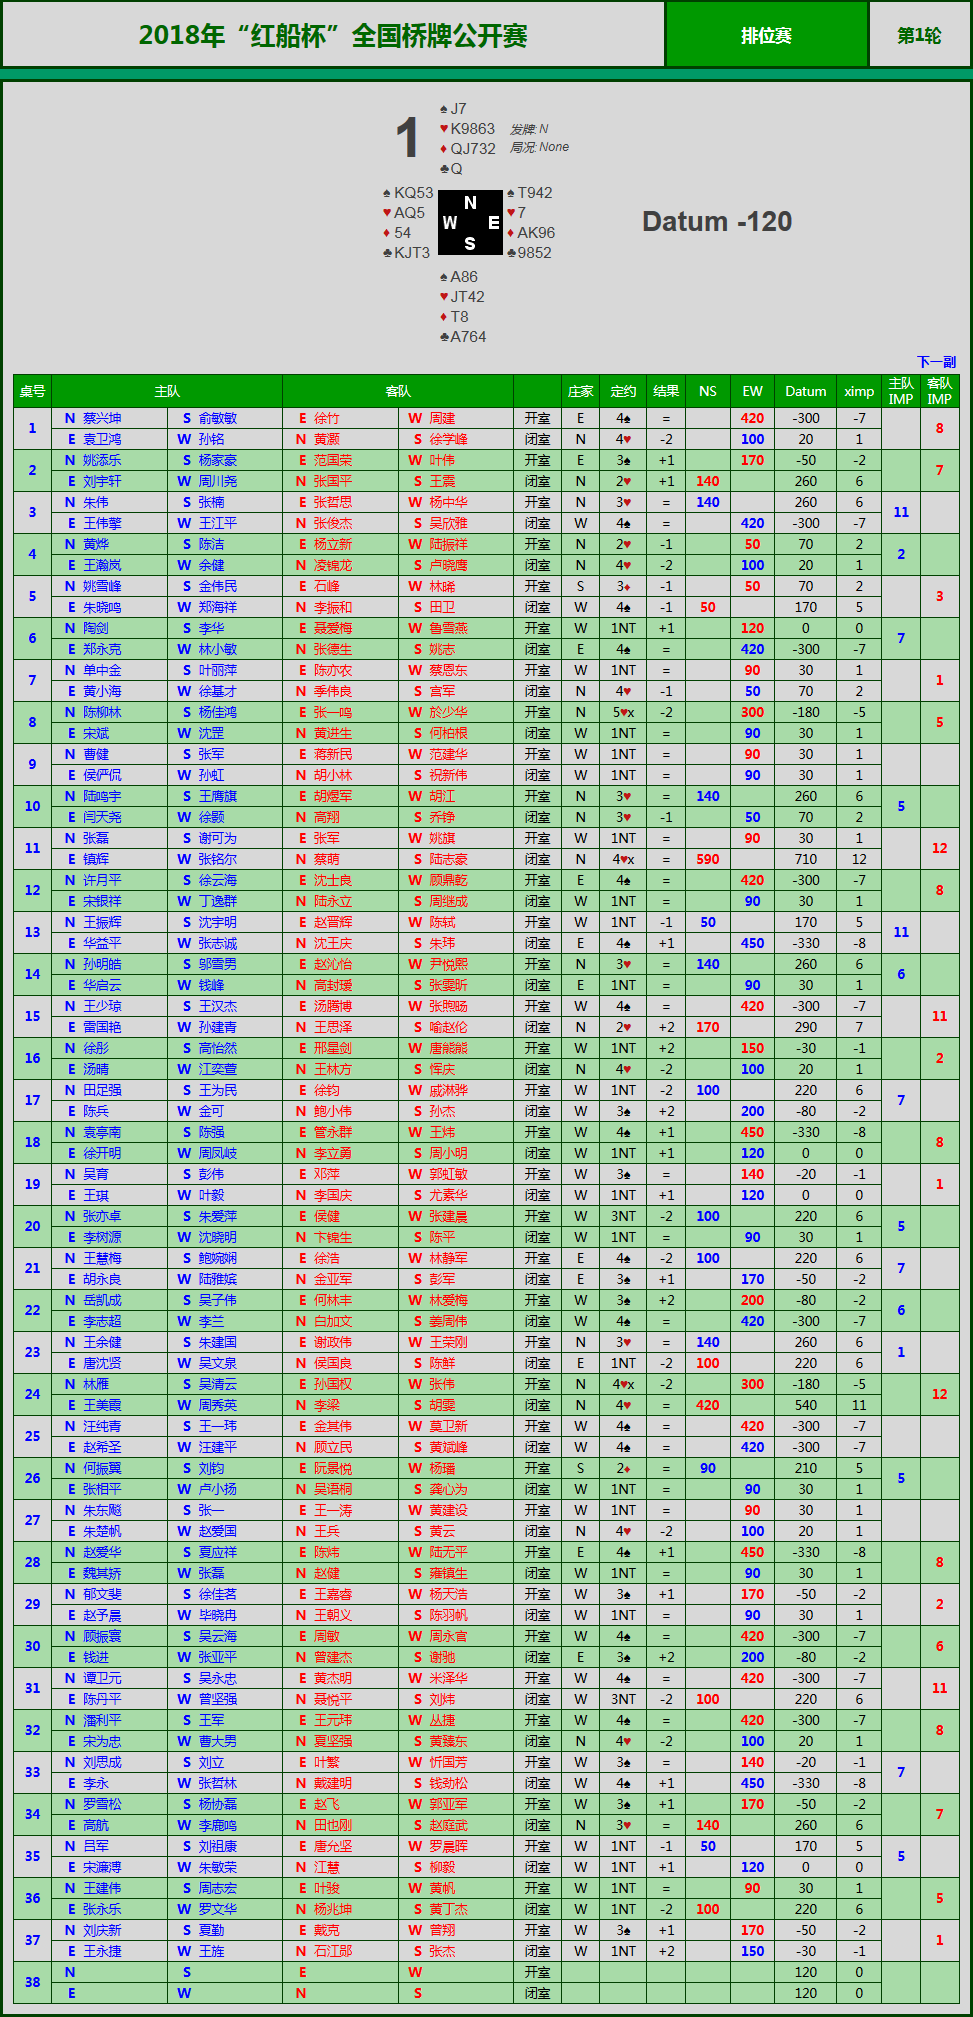 2018年“红船杯”全国桥牌公开赛 排位赛 第1轮
♠ J7
1 ♥ K9863 发牌: N
♦ QJ732 局况: None
♣ Q
♠ KQ53 ♠ T942
♥ AQ5 N ♥ 7
♦ 54 W E ♦ AK96 Datum -120
♣ KJT3 S ♣ 9852
♠ A86
♥ JT42
♦ T8
♣ A764
下一副
桌号 主队 客队 庄家 定约 结果 NS EW Datum ximp 主队IMP 客队IMP
1 N 蔡兴坤 S 俞敏敏 E 徐竹 W 周建 开室 E 4♠ = 420 -300 -7 8
E 袁卫鸿 W 孙铭 N 黄灏 S 徐学峰 闭室 N 4♥ -2 100 20 1
2 N 姚添乐 S 杨家豪 E 范国荣 W 叶伟 开室 E 3♠ +1 170 -50 -2 7
E 刘宇轩 W 周川尧 N 张国平 S 王震 闭室 N 2♥ +1 140 260 6
3 N 朱伟 S 张楠 E 张哲思 W 杨中华 开室 N 3♥ = 140 260 6 11
E 王伟擎 W 王江平 N 张俊杰 S 吴欣雅 闭室 W 4♠ = 420 -300 -7
4 N 黄烨 S 陈洁 E 杨立新 W 陆振祥 开室 N 2♥ -1 50 70 2 2
E 王瀚岚 W 余健 N 凌锦龙 S 卢晓鹰 闭室 N 4♥ -2 100 20 1
5 N 姚雪峰 S 金伟民 E 石峰 W 林晞 开室 S 3♦ -1 50 70 2 3
E 朱晓鸣 W 郑海祥 N 李振和 S 田卫 闭室 W 4♠ -1 50 170 5
6 N 陶剑 S 李华 E 聂爱梅 W 鲁雪燕 开室 W 1NT +1 120 0 0 7
E 郑永克 W 林小敏 N 张德生 S 姚志 闭室 E 4♠ = 420 -300 -7
7 N 单中金 S 叶丽萍 E 陈亦农 W 蔡恩东 开室 W 1NT = 90 30 1 1
E 黄小海 W 徐基才 N 季伟良 S 宫军 闭室 N 4♥ -1 50 70 2
8 N 陈柳林 S 杨佳鸿 E 张一鸣 W 於少华 开室 N 5♥x -2 300 -180 -5 5
E 宋斌 W 沈罡 N 黄进生 S 何柏根 闭室 W 1NT = 90 30 1
9 N 曹健 S 张军 E 蒋新民 W 范建华 开室 W 1NT = 90 30 1
E 侯俨侃 W 孙虹 N 胡小林 S 祝新伟 闭室 W 1NT = 90 30 1
10 N 陆鸣宇 S 王膺旗 E 胡煜军 W 胡江 开室 N 3♥ = 140 260 6 5
E 闫天尧 W 徐颢 N 高翔 S 乔铮 闭室 N 3♥ -1 50 70 2
11 N 张磊 S 谢可为 E 张军 W 姚旗 开室 W 1NT = 90 30 1 12
E 镇辉 W 张铭尔 N 蔡萌 S 陆志豪 闭室 N 4♥x = 590 710 12
12 N 许月平 S 徐云海 E 沈士良 W 顾鼎乾 开室 E 4♠ = 420 -300 -7 8
E 宋银祥 W 丁逸群 N 陆永立 S 周继成 闭室 W 1NT = 90 30 1
13 N 王振辉 S 沈宇明 E 赵晋辉 W 陈轼 开室 W 1NT -1 50 170 5 11
E 华益平 W 张志诚 N 沈王庆 S 朱玮 闭室 E 4♠ +1 450 -330 -8
14 N 孙明皓 S 邬雪男 E 赵沁怡 W 尹悦熙 开室 N 3♥ = 140 260 6 6
E 华启云 W 钱峰 N 高封瑗 S 张雯昕 闭室 E 1NT = 90 30 1
15 N 王少琼 S 王汉杰 E 汤腾博 W 张煦旸 开室 W 4♠ = 420 -300 -7 11
E 雷国艳 W 孙建青 N 王思泽 S 喻赵伦 闭室 N 2♥ +2 170 290 7
16 N 徐彤 S 高怡然 E 邢星剑 W 唐熊熊 开室 W 1NT +2 150 -30 -1 2
E 汤晴 W 江奕萱 N 王林方 S 恽庆 闭室 N 4♥ -2 100 20 1
17 N 田足强 S 王为民 E 徐钧 W 戚淋骅 开室 W 1NT -2 100 220 6 7
E 陈兵 W 金可 N 鲍小伟 S 孙杰 闭室 W 3♠ +2 200 -80 -2
18 N 袁亭南 S 陈强 E 管永群 W 王炜 开室 W 4♠ +1 450 -330 -8 8
E 徐开明 W 周凤岐 N 李立勇 S 周小明 闭室 W 1NT +1 120 0 0
19 N 吴育 S 彭伟 E 邓萍 W 郭虹敏 开室 W 3♠ = 140 -20 -1 1
E 王琪 W 叶毅 N 李国庆 S 尤素华 闭室 W 1NT +1 120 0 0
20 N 张亦卓 S 朱爱萍 E 侯健 W 张建晨 开室 W 3NT -2 100 220 6 5
E 李树源 W 沈晓明 N 卞锦生 S 陈平 闭室 W 1NT = 90 30 1
21 N 王慧梅 S 鲍婉娴 E 徐浩 W 林静军 开室 E 4♠ -2 100 220 6 7
E 胡永良 W 陆雅嫔 N 金亚军 S 彭军 闭室 E 3♠ +1 170 -50 -2
22 N 岳凯成 S 吴子伟 E 何林丰 W 林爱梅 开室 W 3♠ +2 200 -80 -2 6
E 李志超 W 李兰 N 白加文 S 姜周伟 闭室 W 4♠ = 420 -300 -7
23 N 王余健 S 朱建国 E 谢政伟 W 王荣刚 开室 N 3♥ = 140 260 6 1
E 唐沈贤 W 吴文泉 N 侯国良 S 陈鲜 闭室 E 1NT -2 100 220 6
24 N 林雁 S 吴清云 E 孙国权 W 张伟 开室 N 4♥x -2 300 -180 -5 12
E 王美霞 W 周秀英 N 李梁 S 胡雯 闭室 N 4♥ = 420 540 11
25 N 汪纯青 S 王一玮 E 金其伟 W 莫卫新 开室 W 4♠ = 420 -300 -7
E 赵希圣 W 汪建平 N 顾立民 S 黄斌峰 闭室 W 4♠ = 420 -300 -7
26 N 何振翼 S 刘钧 E 阮景悦 W 杨璠 开室 S 2♦ = 90 210 5 5
E 张相平 W 卢小扬 N 吴语桐 S 龚心为 闭室 W 1NT = 90 30 1
27 N 朱东飚 S 张一 E 王一涛 W 黄建设 开室 W 1NT = 90 30 1
E 朱楚帆 W 赵爱国 N 王兵 S 黄云 闭室 N 4♥ -2 100 20 1
28 N 赵爱华 S 夏应祥 E 陈炜 W 陆无平 开室 E 4♠ +1 450 -330 -8 8
E 魏其娇 W 张磊 N 赵健 S 雍镇生 闭室 W 1NT = 90 30 1
29 N 郁文斐 S 徐佳茗 E 王嘉睿 W 杨天浩 开室 W 3♠ +1 170 -50 -2 2
E 赵予晨 W 毕晓冉 N 王朝义 S 陈羽帆 闭室 W 1NT = 90 30 1
30 N 顾振寰 S 吴云海 E 周敏 W 周永官 开室 W 4♠ = 420 -300 -7 6
E 钱进 W 张亚平 N 曾建杰 S 谢驰 闭室 E 3♠ +2 200 -80 -2
31 N 谭卫元 S 吴永忠 E 黄杰明 W 米泽华 开室 W 4♠ = 420 -300 -7 11
E 陈丹平 W 曾坚强 N 聂悦平 S 刘炜 闭室 W 3NT -2 100 220 6
32 N 潘利平 S 王军 E 王元玮 W 丛捷 开室 W 4♠ = 420 -300 -7 8
E 宋为忠 W 曹大男 N 夏坚强 S 黄臻东 闭室 N 4♥ -2 100 20 1
33 N 刘思成 S 刘立 E 叶繁 W 忻国芳 开室 W 3♠ = 140 -20 -1 7
E 李永 W 张哲林 N 戴建明 S 钱劲松 闭室 W 4♠ +1 450 -330 -8
34 N 罗雪松 S 杨协磊 E 赵飞 W 郭亚军 开室 W 3♠ +1 170 -50 -2 7
E 高航 W 李鹿鸣 N 田也刚 S 赵庭武 闭室 N 3♥ = 140 260 6
35 N 吕军 S 刘祖康 E 唐允坚 W 罗晨晖 开室 W 1NT -1 50 170 5 5
E 宋濂溥 W 朱敏荣 N 江慧 S 柳毅 闭室 W 1NT +1 120 0 0
36 N 王建伟 S 周志宏 E 叶骏 W 黄帆 开室 W 1NT = 90 30 1 5
E 张永乐 W 罗文华 N 杨兆坤 S 黄丁杰 闭室 W 1NT -2 100 220 6
37 N 刘庆新 S 夏勤 E 戴克 W 曾翔 开室 W 3♠ +1 170 -50 -2 1
E 王永捷 W 王旌 N 石江郧 S 张杰 闭室 W 1NT +2 150 -30 -1
38 N S E W 开室 120 0
E W N S 闭室 120 0